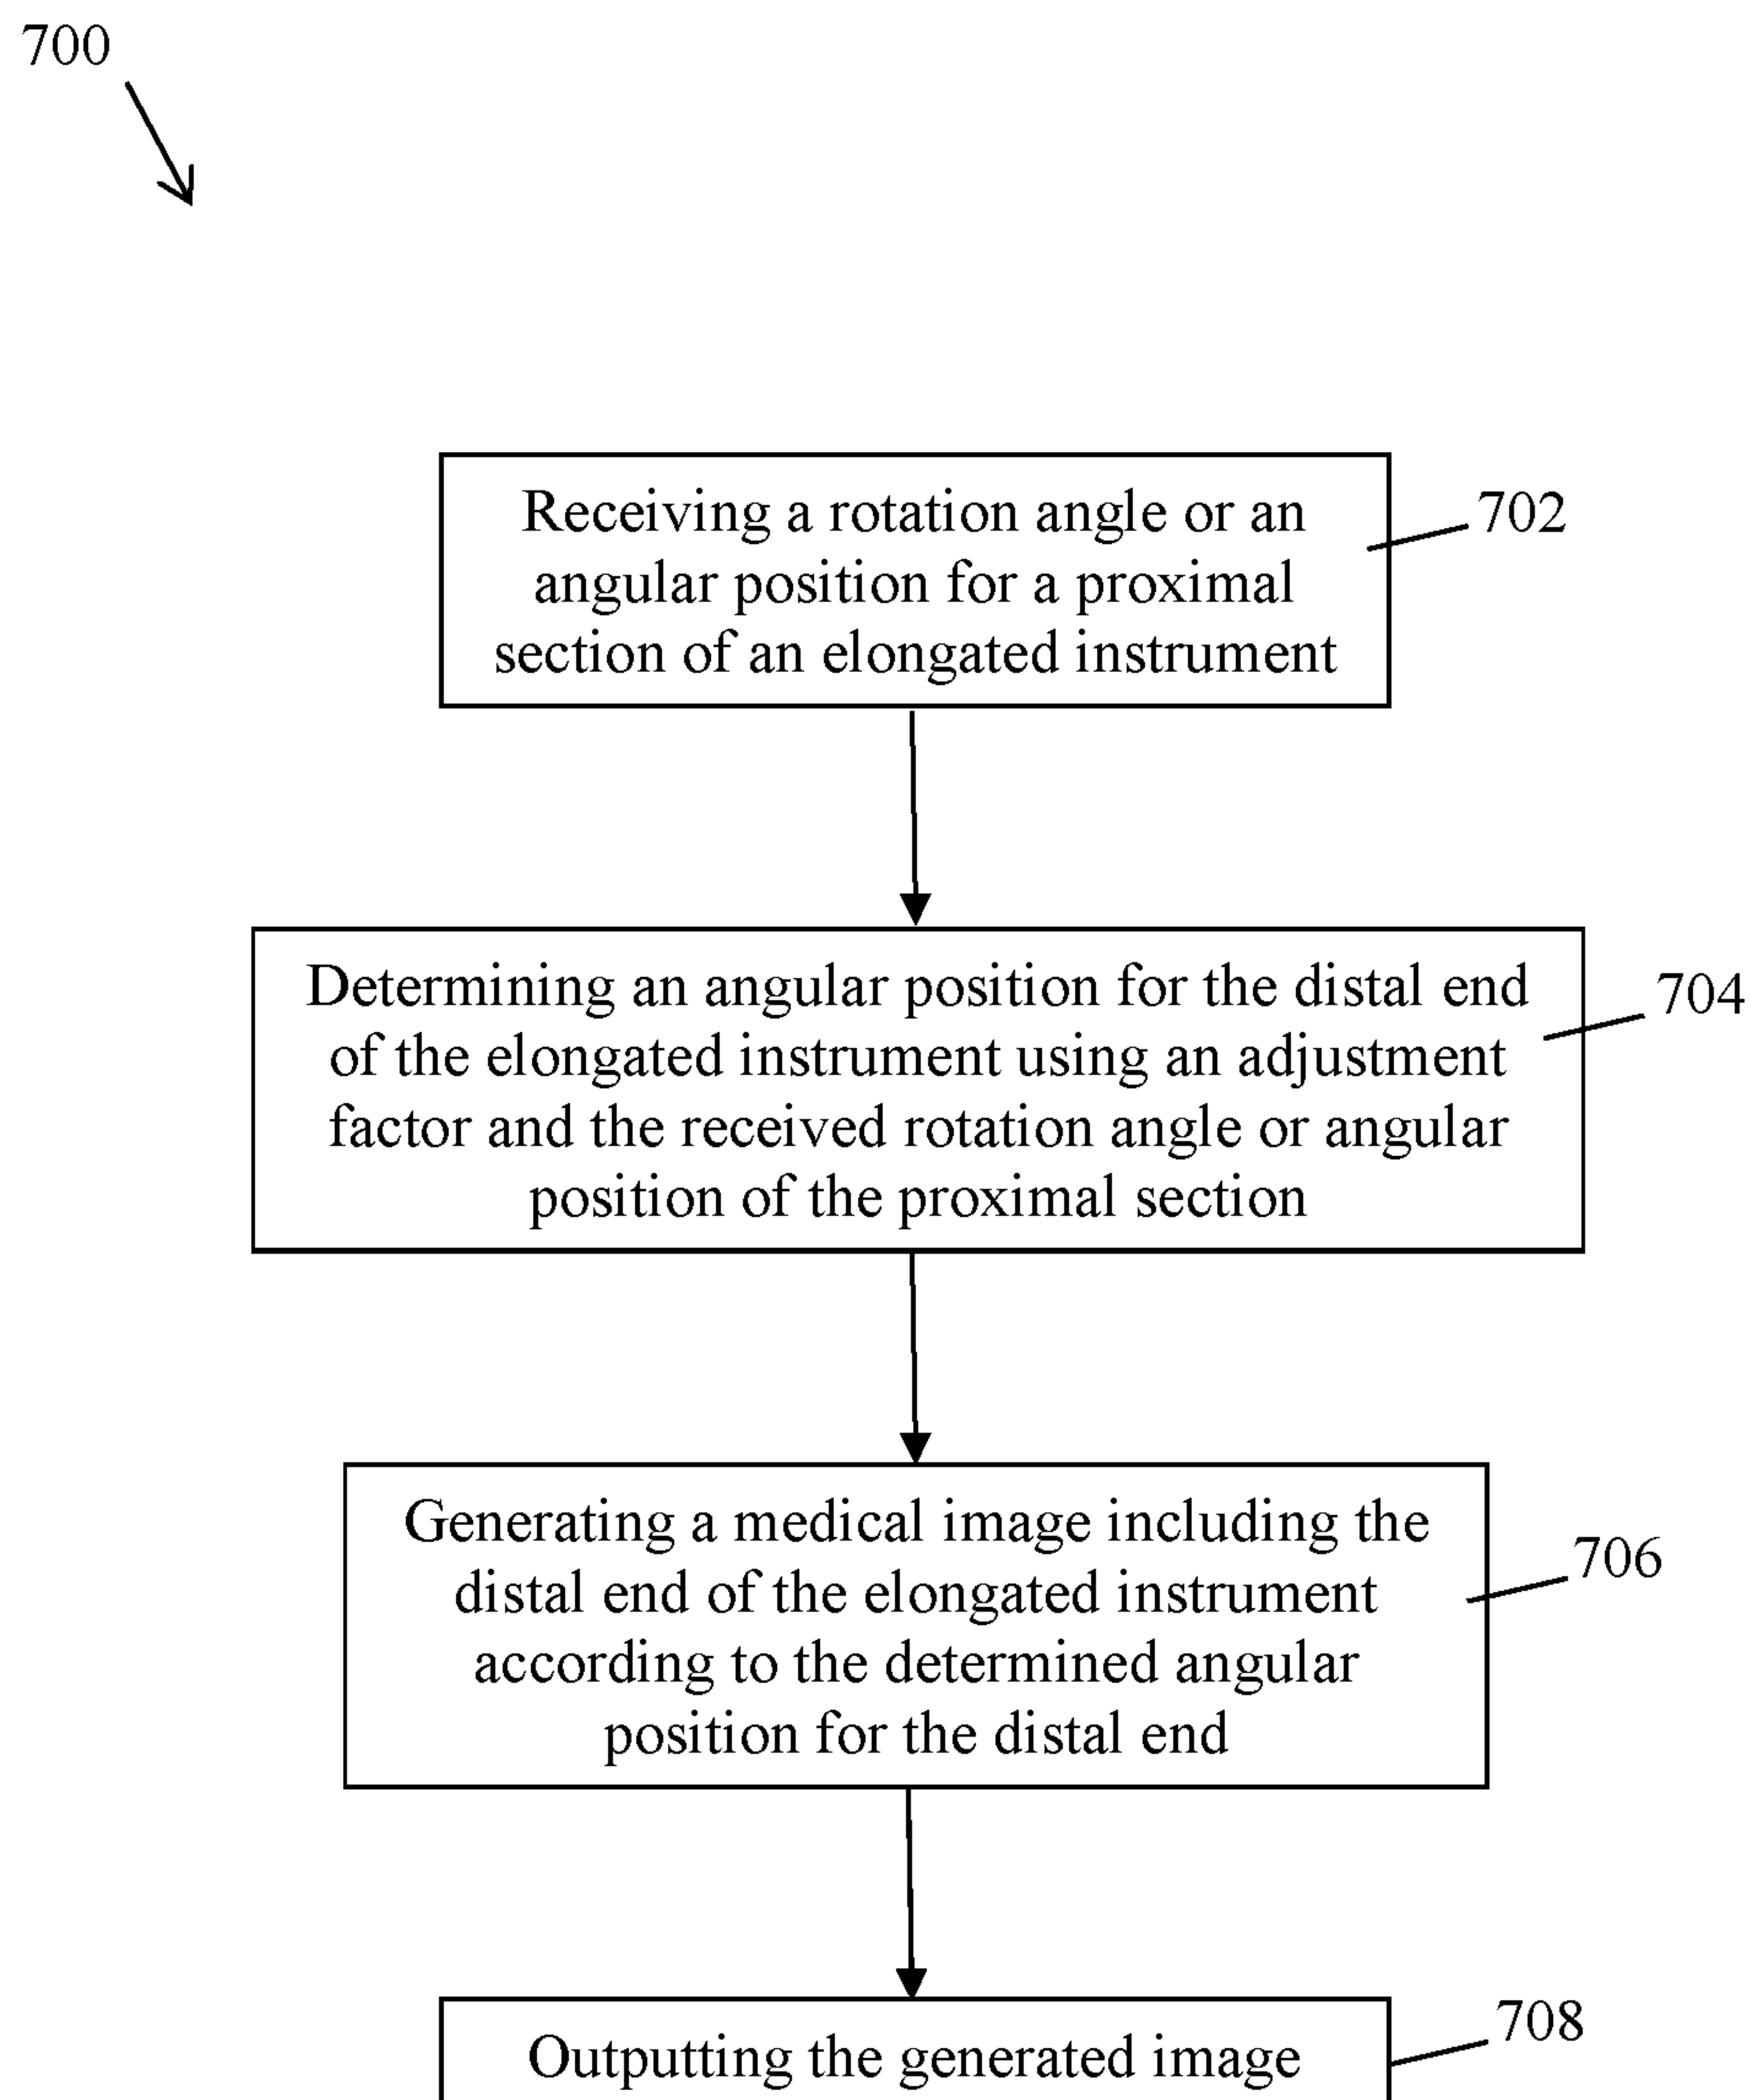 700
Receiving a rotation angle or an
702
angular position for a proximal
section of an elongated instrument
Determining an angular position for the distal end
704
of the elongated instrument using an adjustment
factor and the received rotation angle or angular
position of the proximal section
Generating a medical image including the
706
distal end of the elongated instrument
according to the determined angular
position for the distal end
708
Outputting the generated image